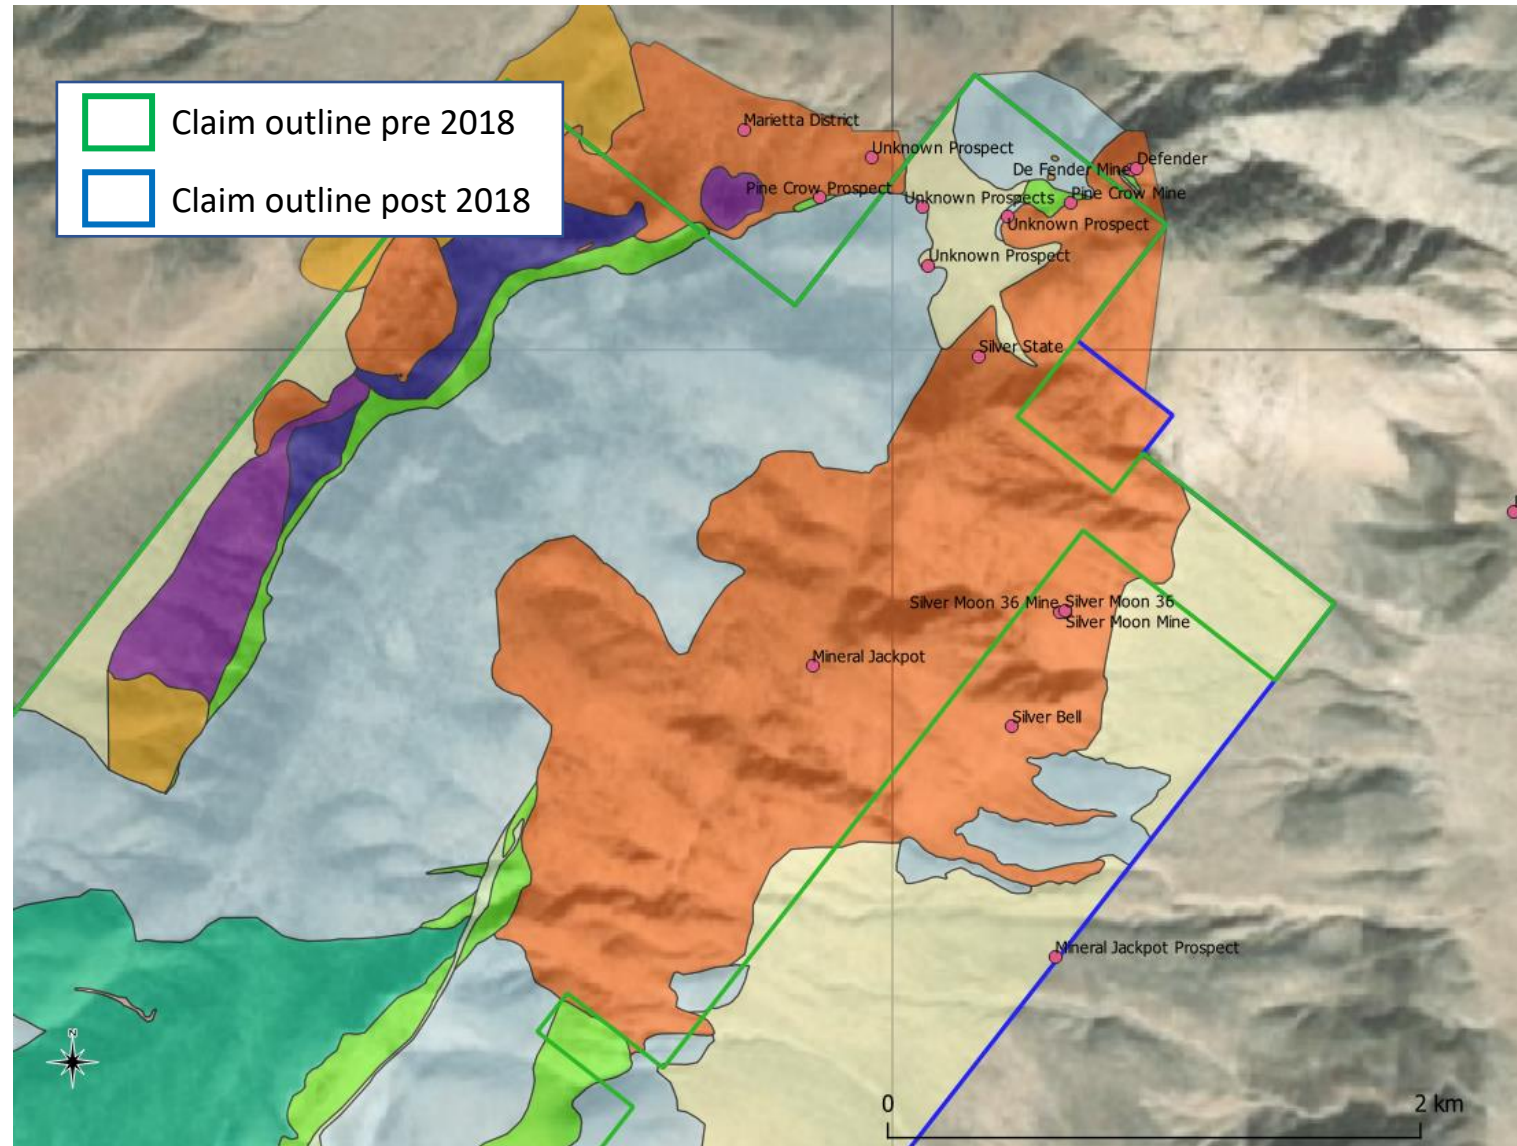 Claim outline pre 2018
Claim outline post 2018
Marietta District
Unknown Prospect
Defender
De Fender Mine
Pine Crow Prospect
Unknown Prospects
Pine Crow Mine
Unknown Prospect
Unknown Prospect
Silver State
Silver Moon 36 Mine
Silver Moon 36
Silver Moon Mine
Mineral Jackpot
Silver Bell
Mineral Jackpot Prospect
N
0
2 km